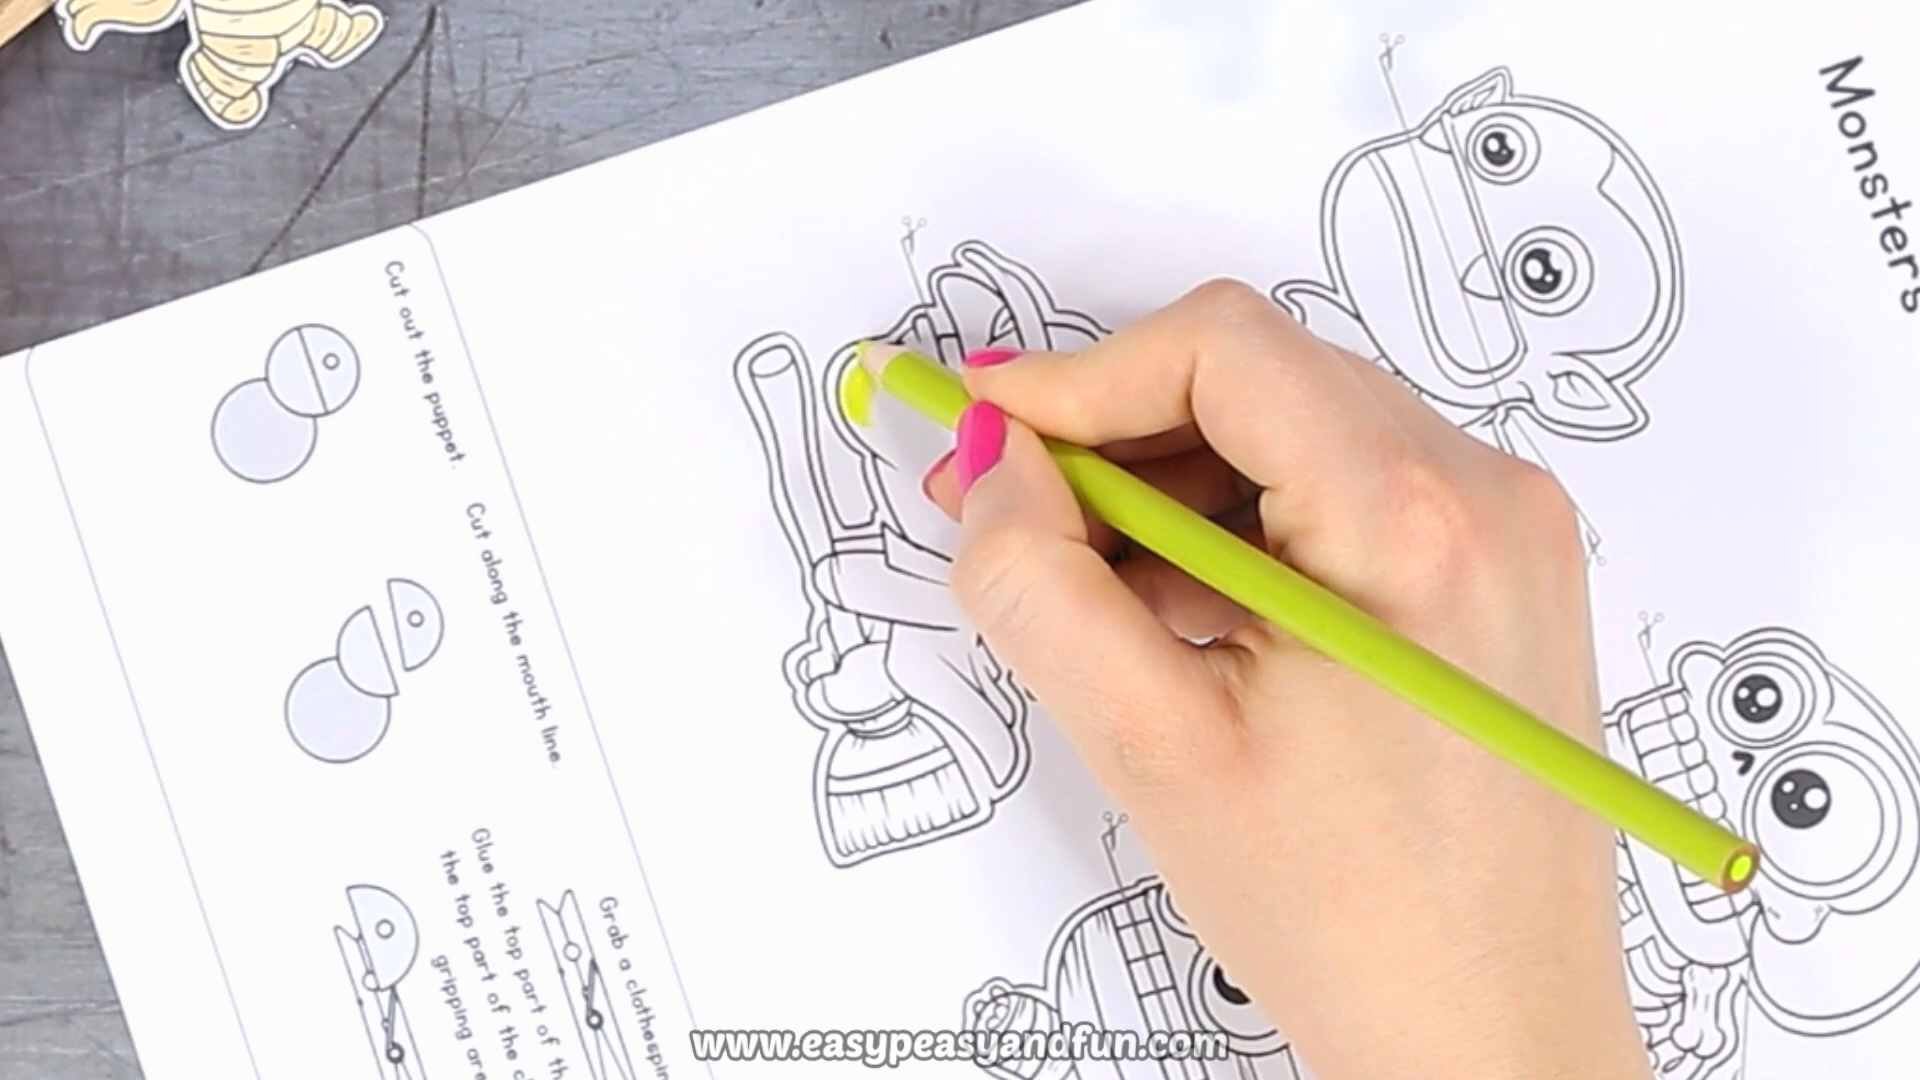 Monsters
Cut out the puppet.
Cut along the mouth line.
Glue the top part of th
the top part of the c
gripping are
Grab a clothespin
www.easypeasyandfun.com